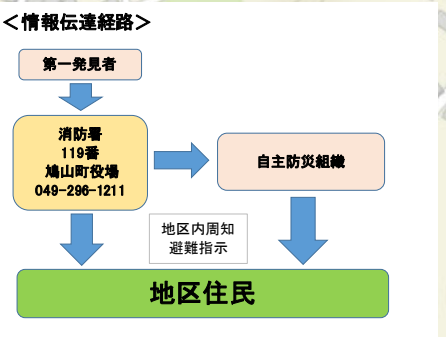 ＜情報伝達経路＞
第一発見者
消防署
119番
鳩山町役場
049-296-1211
自主防災組織
地区内周知
避難指示
地区住民